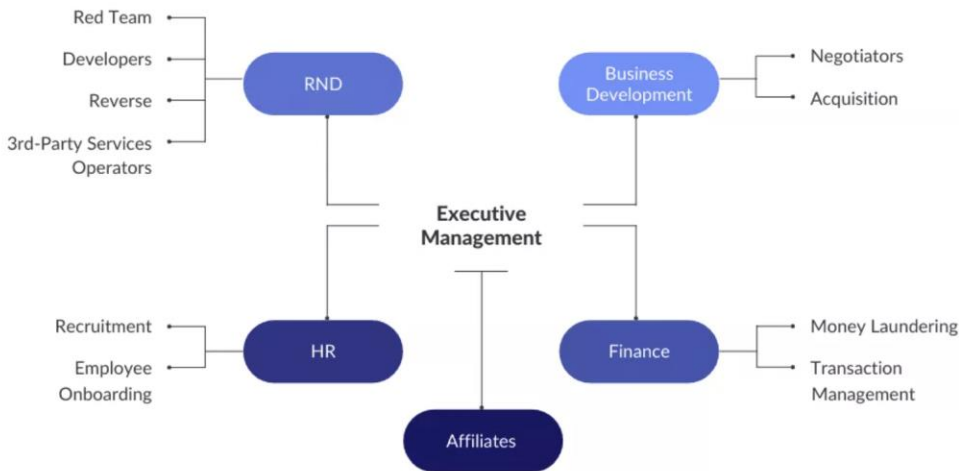 Red Team
Developers
Reverse
3rd-Party Services
Operators
RND
Business
Development
Negotiators
Acquisition
Executive
Management
Recruitment
Employee
Onboarding
HR
Finance
Money Laundering
Transaction
Management
Affiliates